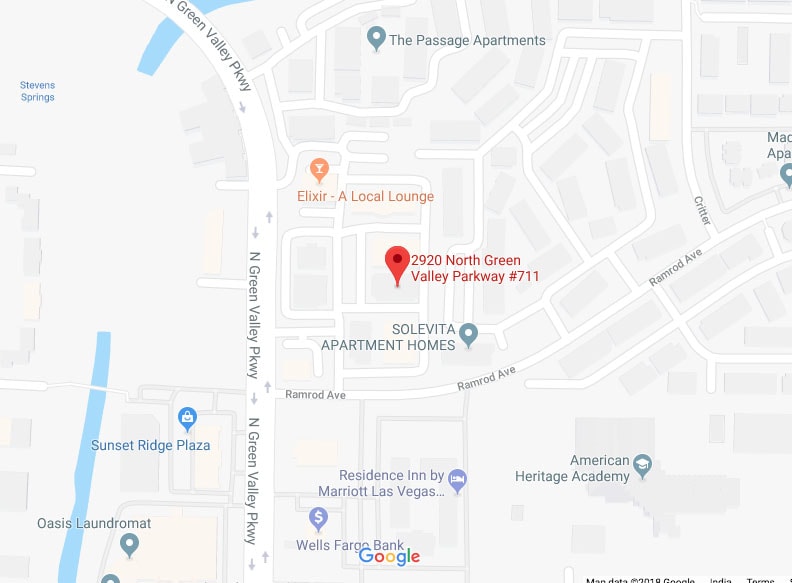 N Green Valley Pkwy
The Passage Apartments
Stevens
Springs
Mac
Apa
Elixir - A Local Lounge
Critter
2920 North Green
Valley Parkway #711
Ramrod Ave
N Green Valley Pkwy
SOLEVITA
APARTMENT HOMES
Ramrod Ave
Ramrod Ave
Sunset Ridge Plaza
N Green Valley Pkwy
American
Heritage Academy
Residence Inn by
Marriott Las Vegas...
Oasis Laundromat
Wells Fargo Bank
Google
Map data ©2018 Google India Terms